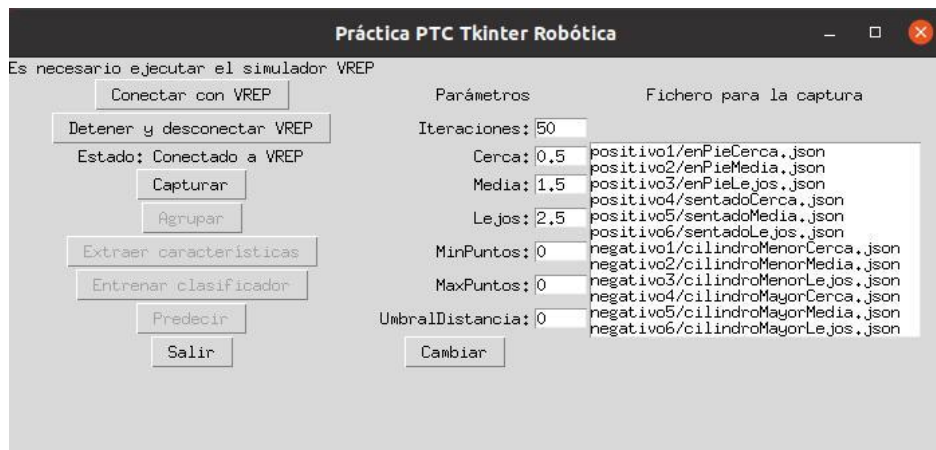 Práctica PTC Tkinter Robótica
Es necesario ejecutar el simulador VREP
Conectar con VREP
Parámetros
Fichero para la captura
Detener y desconectar VREP
Iteraciones: 50
Estado: Conectado a VREP
Cerca: 0.5
Capturar
Media: 1.5
Agrupar
Lejos: 2.5
Extraer características
MinPuntos: 0
Entrenar clasificador
MaxPuntos: 0
Predecir
UmbralDistancia: 0
Salir
Cambiar
positivo1/enPieCerca.json
positivo2/enPieMedia.json
positivo3/enPieLejos.json
positivo4/sentadoCerca.json
positivo5/sentadoMedia.json
positivo6/sentadoLejos.json
negativo1/cilindroMenorCerca.json
negativo2/cilindroMenorMedia.json
negativo3/cilindroMenorLejos.json
negativo4/cilindroMayorCerca.json
negativo5/cilindroMayorMedia.json
negativo6/cilindroMayorLejos.json